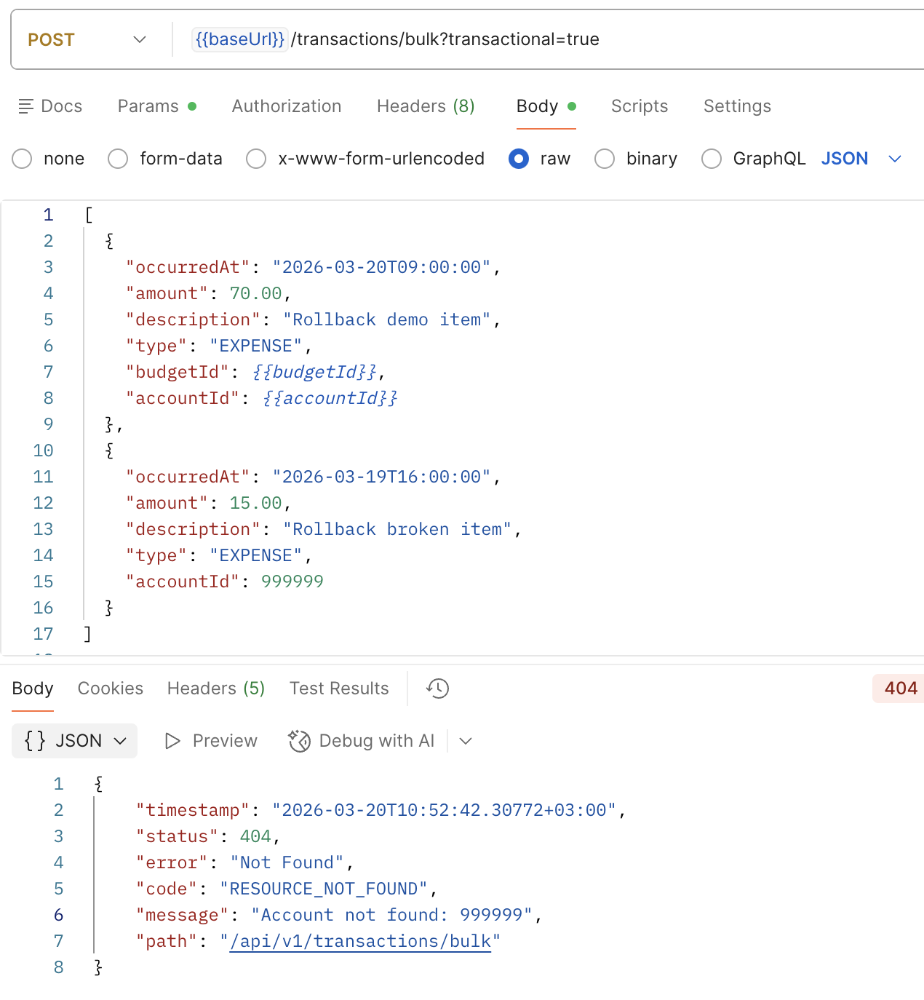 POST {{baseUrl}}/transactions/bulk?transactional=true
Docs Params Authorization Headers (8) Body Scripts Settings
none form-data x-www-form-urlencoded raw binary GraphQL JSON
1 [
2 {
3 "occurredAt": "2026-03-20T09:00:00",
4 "amount": 70.00,
5 "description": "Rollback demo item",
6 "type": "EXPENSE",
7 "budgetId": {{budgetId}},
8 "accountId": {{accountId}}
9 },
10 {
11 "occurredAt": "2026-03-19T16:00:00",
12 "amount": 15.00,
13 "description": "Rollback broken item",
14 "type": "EXPENSE",
15 "accountId": 999999
16 }
17 ]
Body Cookies Headers (5) Test Results 404
{} JSON Preview Debug with AI
1 {
2 "timestamp": "2026-03-20T10:52:42.30772+03:00",
3 "status": 404,
4 "error": "Not Found",
5 "code": "RESOURCE_NOT_FOUND",
6 "message": "Account not found: 999999",
7 "path": "/api/v1/transactions/bulk"
8 }